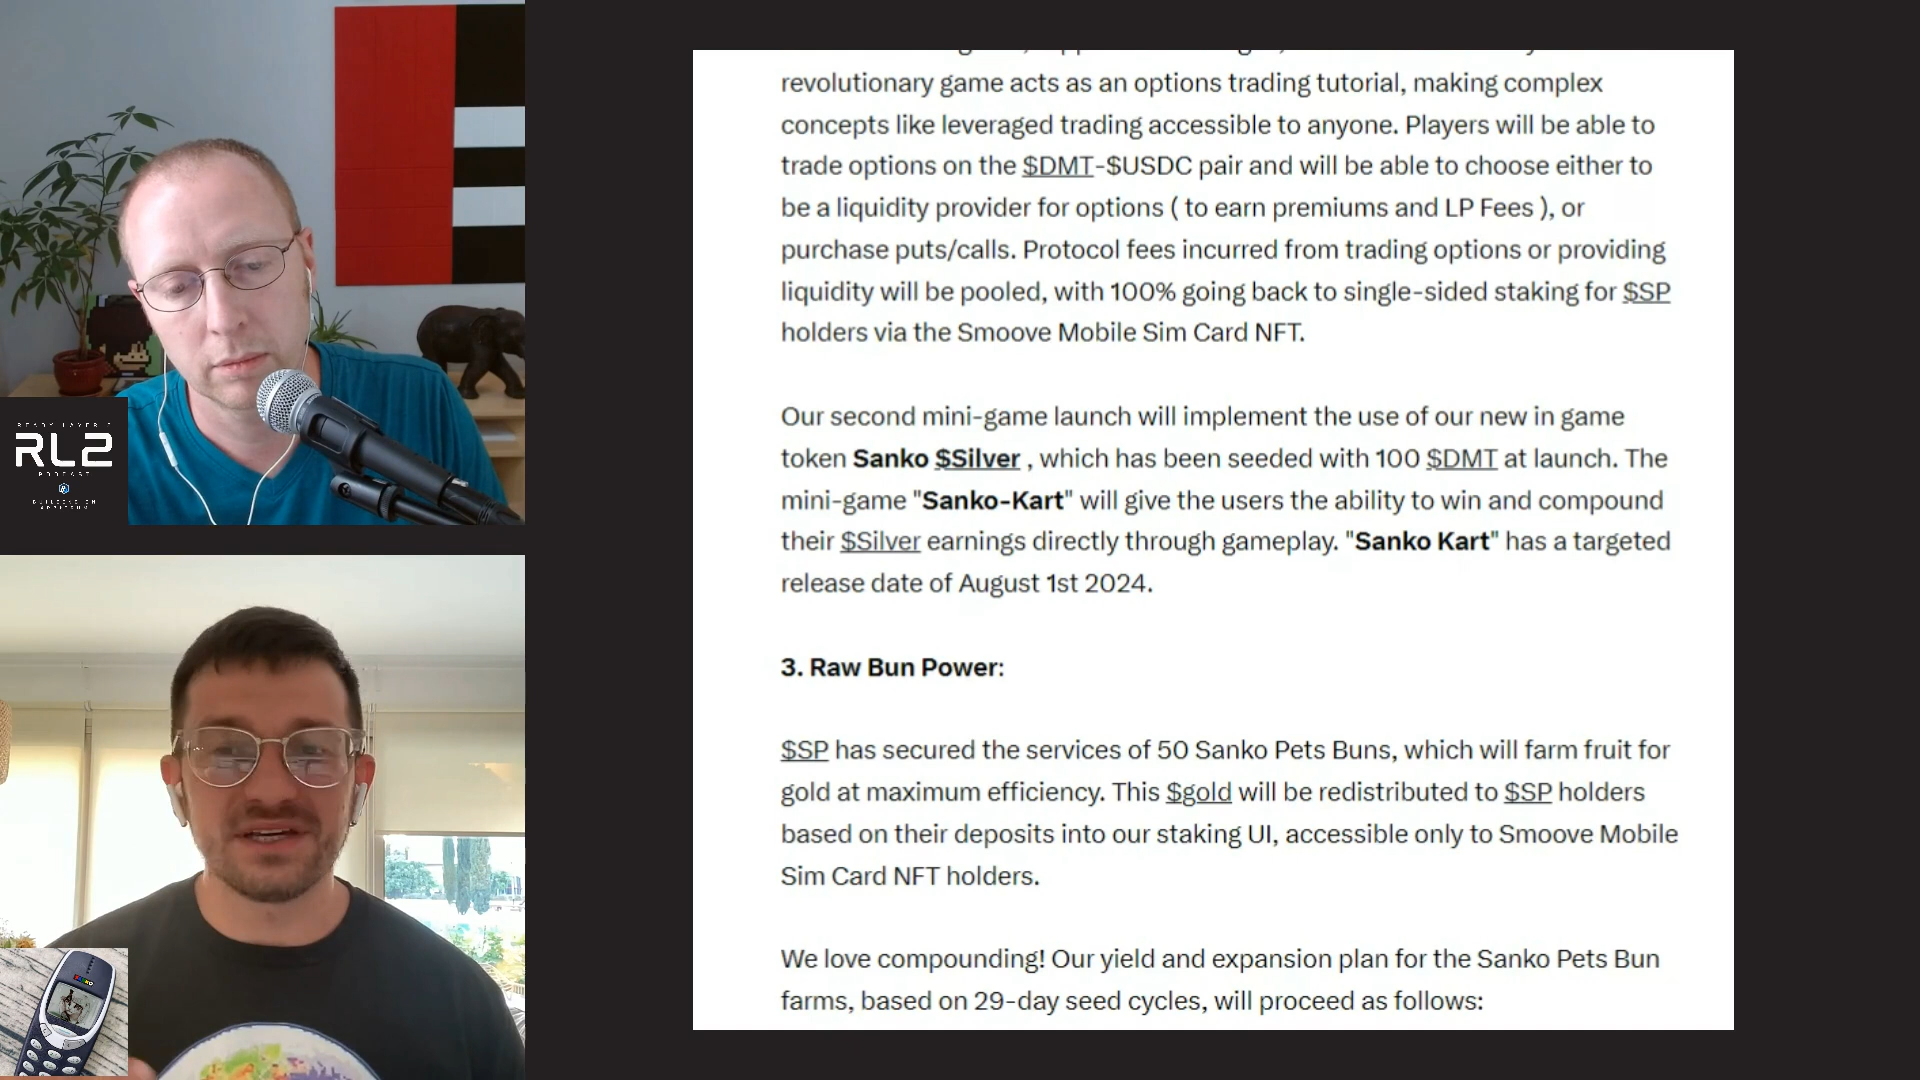 revolutionary game acts as an options trading tutorial, making complex
concepts like leveraged trading accessible to anyone. Players will be able to
trade options on the $DMT-$USDC pair and will be able to choose either to
be a liquidity provider for options ( to earn premiums and LP Fees ), or
purchase puts/calls. Protocol fees incurred from trading options or providing
liquidity will be pooled, with 100% going back to single-sided staking for $SP
holders via the Smoove Mobile Sim Card NFT.
Our second mini-game launch will implement the use of our new in game
token Sanko $Silver , which has been seeded with 100 $DMT at launch. The
mini-game "Sanko-Kart" will give the users the ability to win and compound
their $Silver earnings directly through gameplay. "Sanko Kart" has a targeted
release date of August 1st 2024.
3. Raw Bun Power:
$SP has secured the services of 50 Sanko Pets Buns, which will farm fruit for
gold at maximum efficiency. This $gold will be redistributed to $SP holders
based on their deposits into our staking UI, accessible only to Smoove Mobile
Sim Card NFT holders.
We love compounding! Our yield and expansion plan for the Sanko Pets Bun
farms, based on 29-day seed cycles, will proceed as follows:
RL2
PODCAST